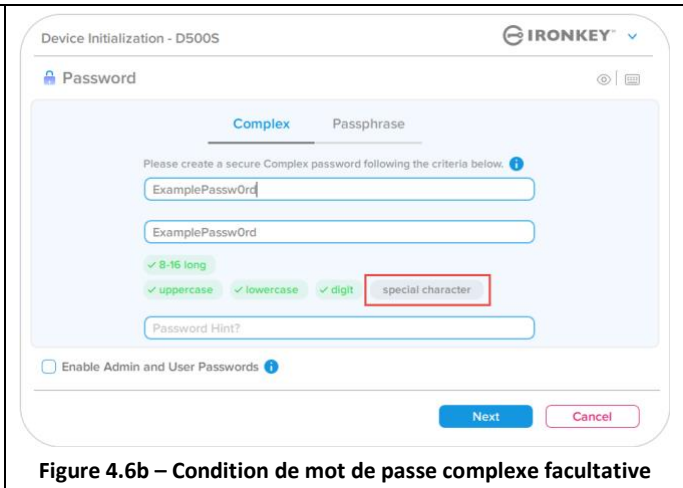 Device Initialization - D500S
IRONKEY
Password
Complex Passphrase
Please create a secure Complex password following the criteria below.
ExamplePassw0rd
ExamplePassw0rd
✓ 8-16 long
✓ uppercase ✓ lowercase ✓ digit special character
Password Hint?
Enable Admin and User Passwords
Next Cancel
Figure 4.6b – Condition de mot de passe complexe facultative